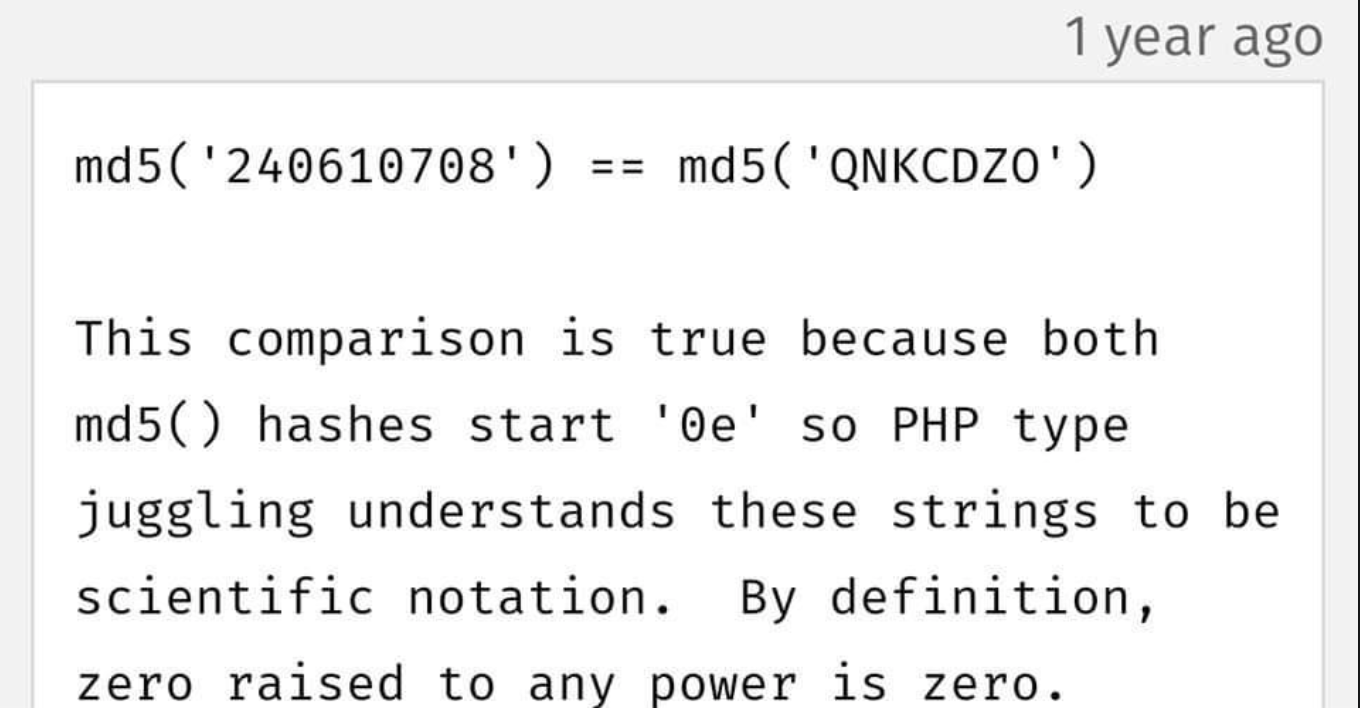 1 year ago
md5('240610708') == md5('QNKCDZO')
This comparison is true because both
md5() hashes start '0e' so PHP type
juggling understands these strings to be
scientific notation.  By definition,
zero raised to any power is zero.